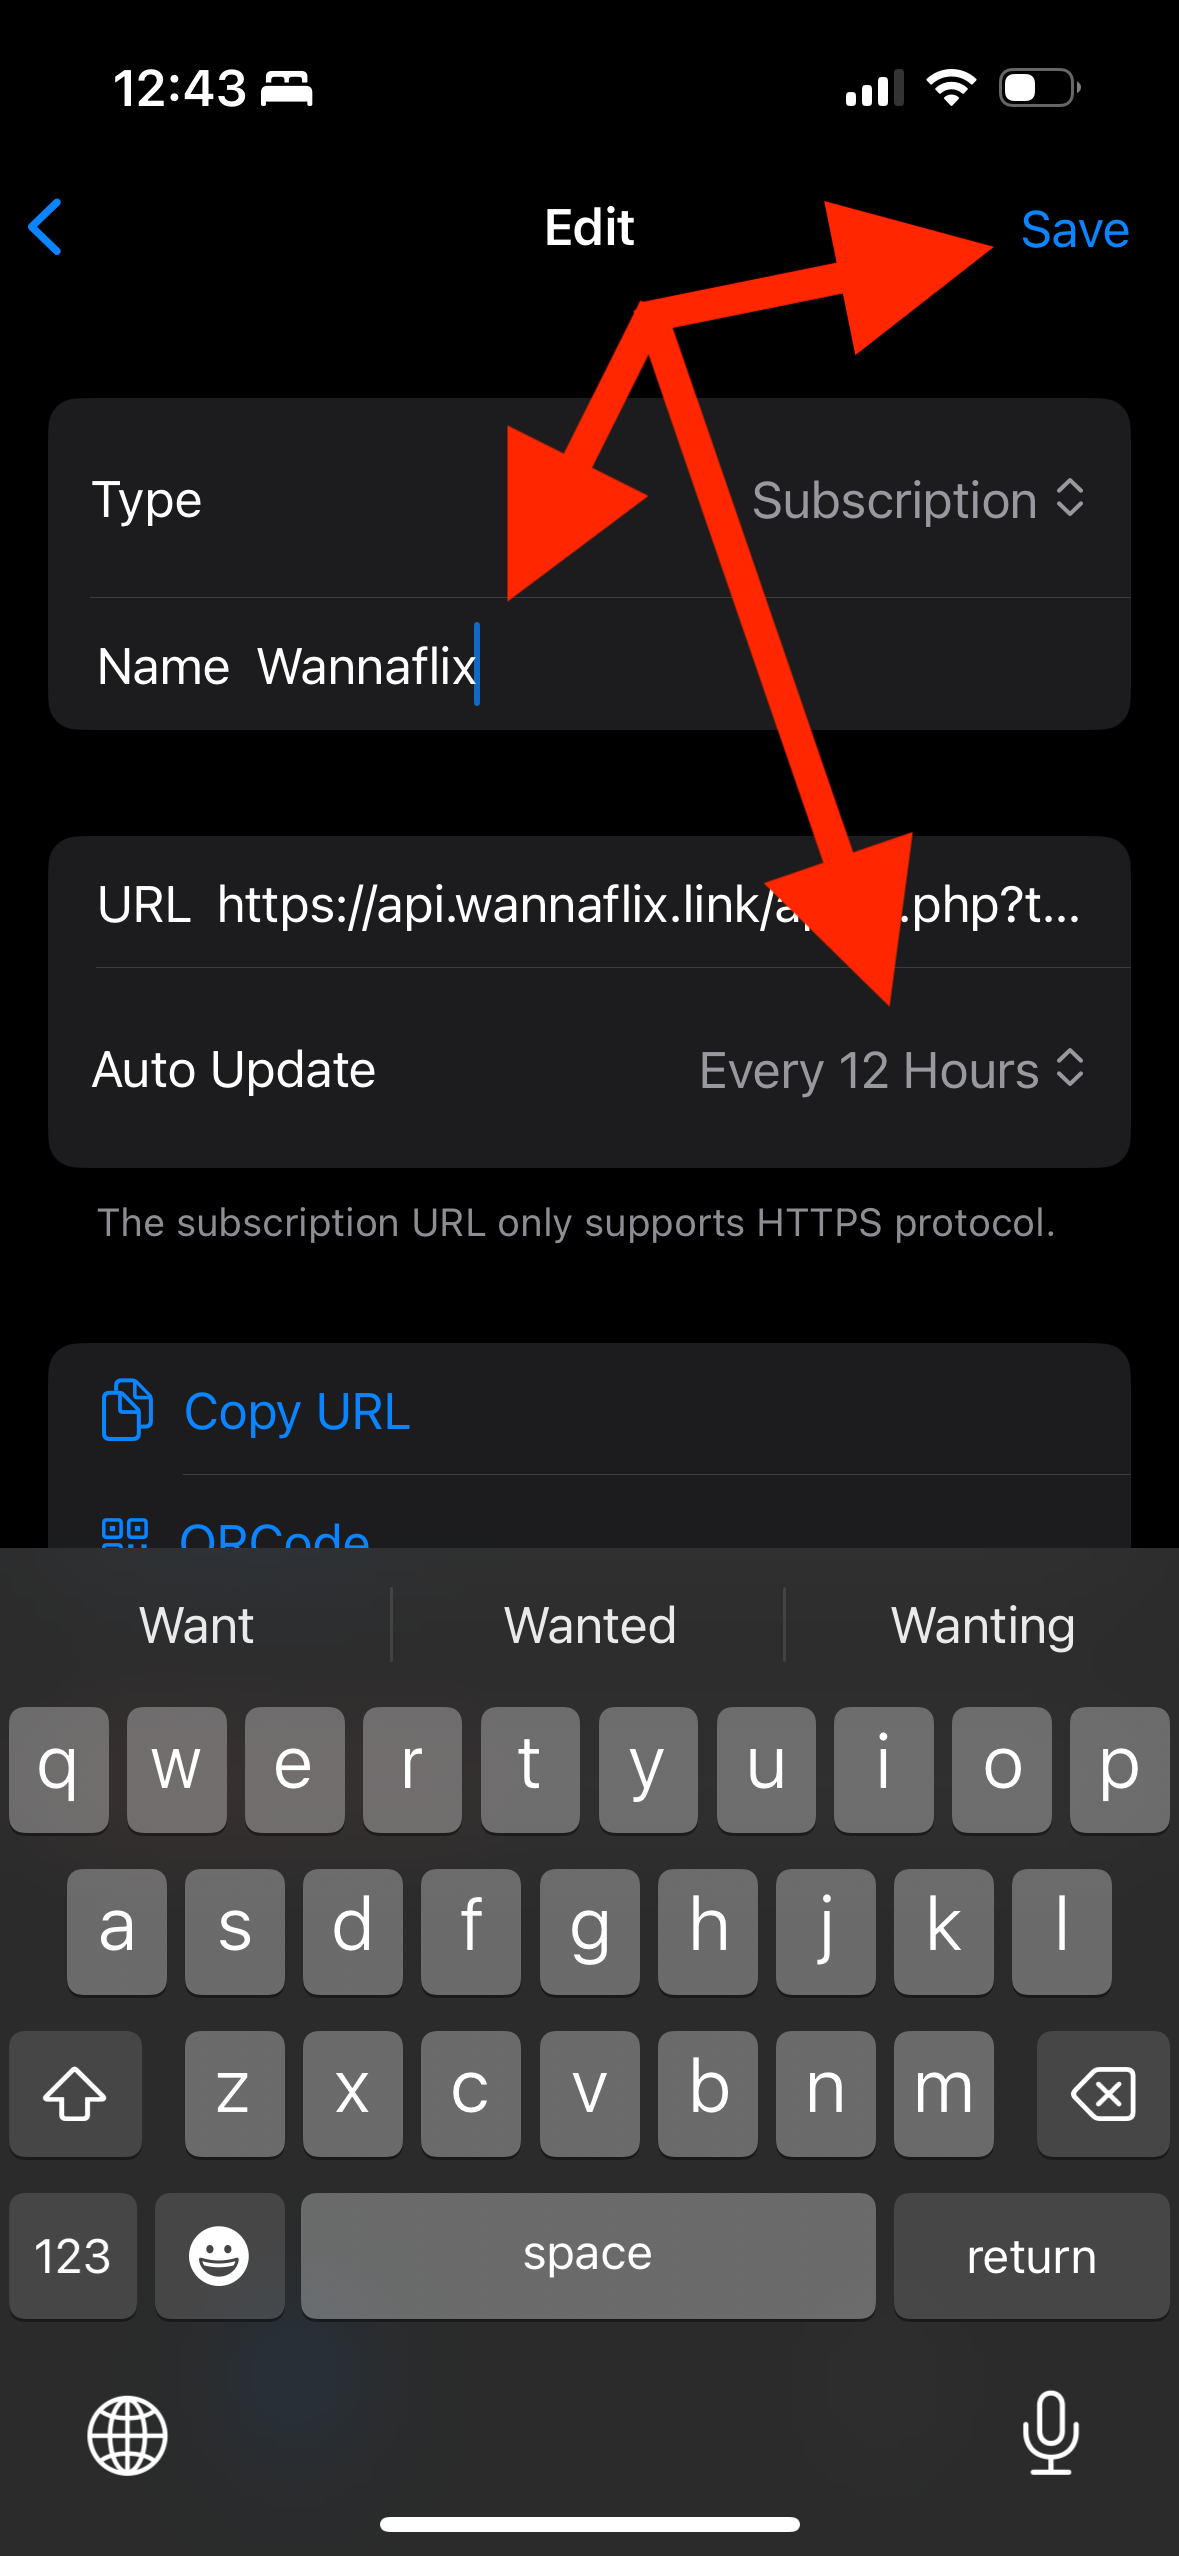 12:43
Edit
Save
Type
Subscription
Name Wannaflix
URL https://api.wannaflix.link/ .php?t...
Auto Update
Every 12 Hours
The subscription URL only supports HTTPS protocol.
Copy URL
QRCode
Want
Wanted
Wanting
q w e r t y u i o p
a s d f g h j k l
z x c v b n m
123
space
return